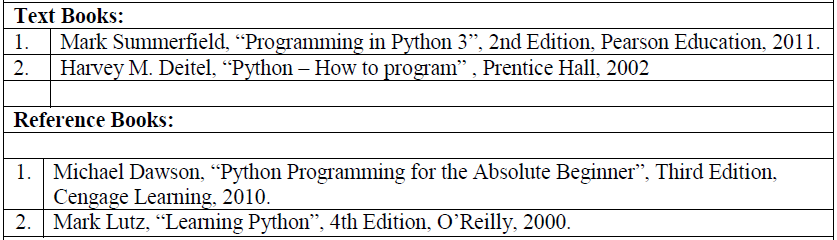 Text Books:
1. Mark Summerfield, “Programming in Python 3”, 2nd Edition, Pearson Education, 2011.
2. Harvey M. Deitel, “Python – How to program” , Prentice Hall, 2002
Reference Books:
1. Michael Dawson, “Python Programming for the Absolute Beginner”, Third Edition,
Cengage Learning, 2010.
2. Mark Lutz, “Learning Python”, 4th Edition, O’Reilly, 2000.